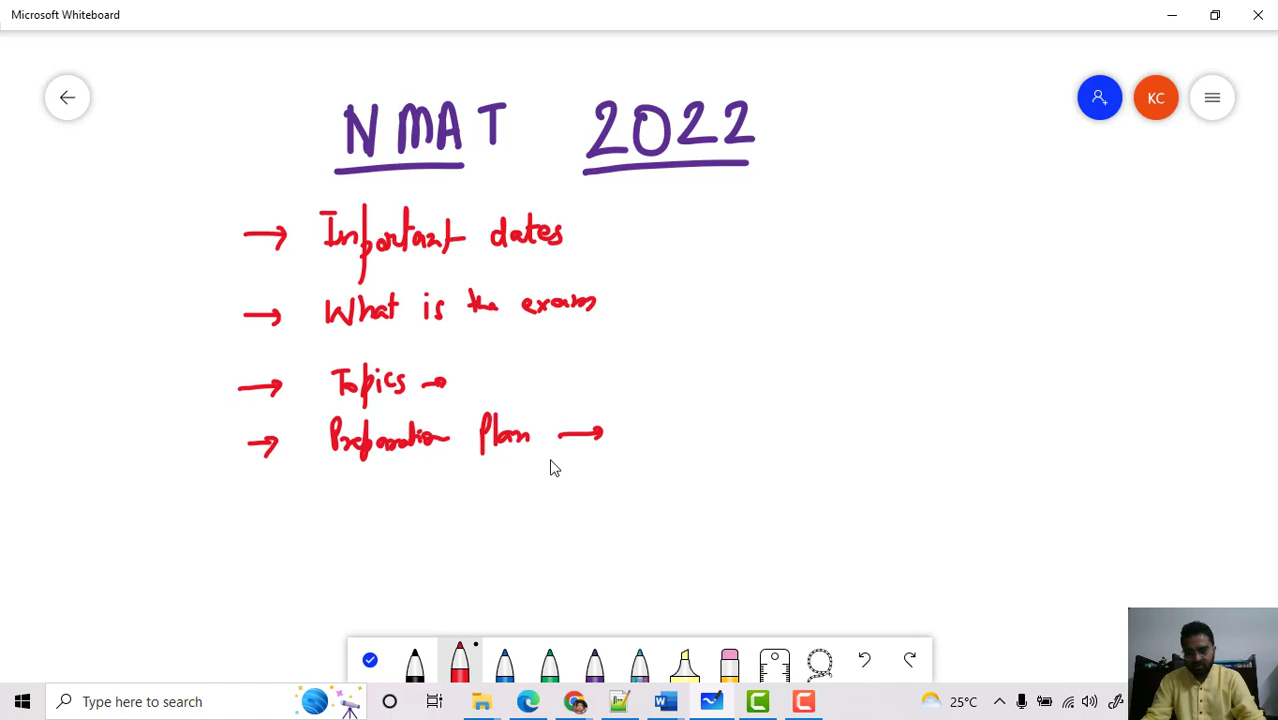 Microsoft Whiteboard
KC
NMAT 2022
→ Important dates
→ What is the exam
→ Topics →
→ Preparation Plan →
Type here to search
25°C